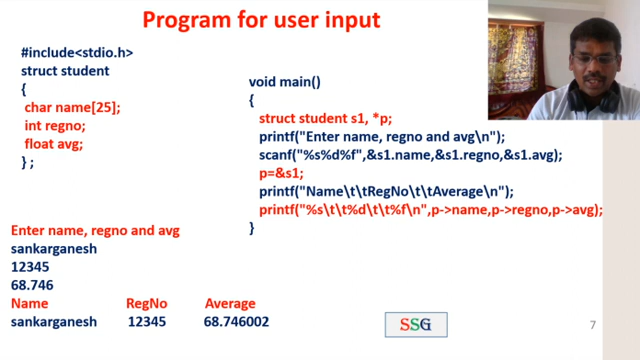 Program for user input
#include<stdio.h>
struct student
{
char name[25];
int regno;
float avg;
} ;
void main()
{
struct student s1, *p;
printf("Enter name, regno and avg\n");
scanf("%s%d%f",&s1.name,&s1.regno,&s1.avg);
p=&s1;
printf("Name\t\tRegNo\t\tAverage\n");
printf("%s\t\t%d\t\t%f\n",p->name,p->regno,p->avg);
}
Enter name, regno and avg
sankarganesh
12345
68.746
Name RegNo Average
sankarganesh 12345 68.746002
SSG
7